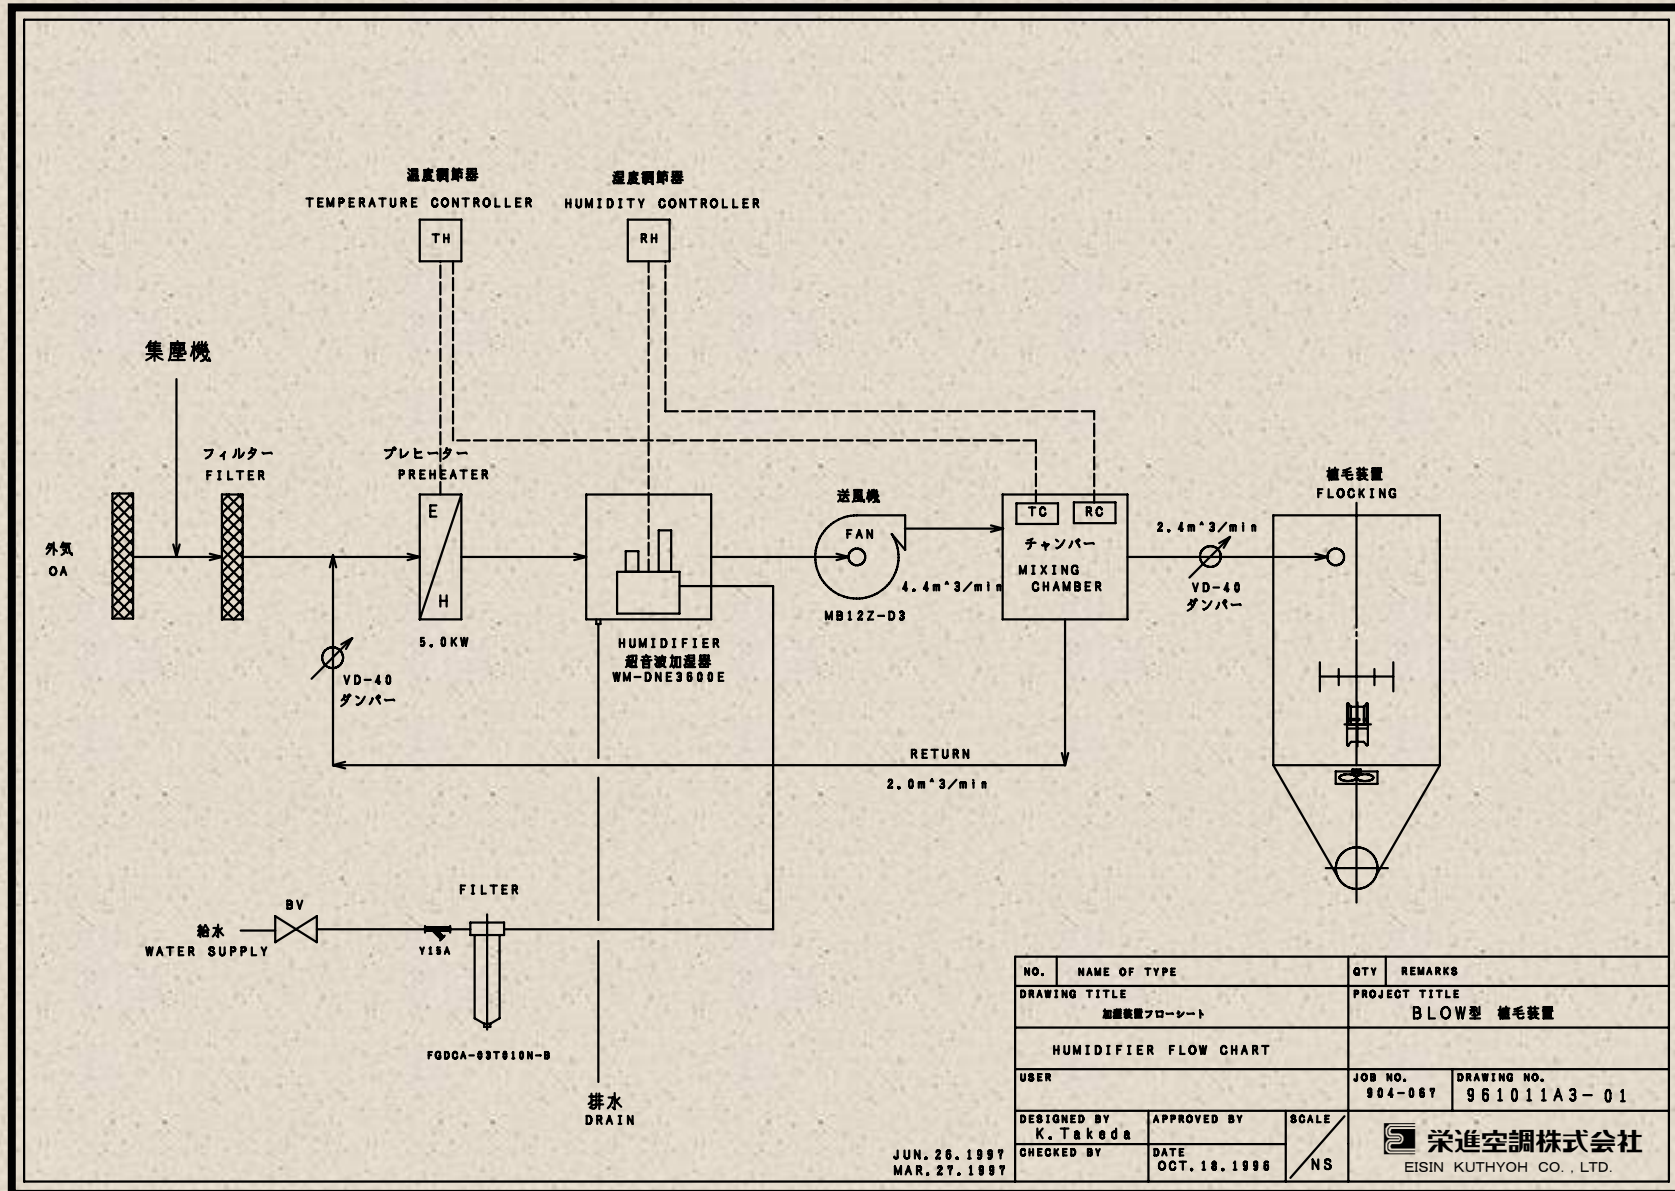 温度調節器
TEMPERATURE CONTROLLER
TH
湿度調節器
HUMIDITY CONTROLLER
RH
集塵機
フィルター
FILTER
プレヒーター
PREHEATER
E
H
5.0KW
外気
OA
HUMIDIFIER
超音波加湿器
WM-DNE3600E
送風機
FAN
MB12Z-D3
4.4m^3/min
TC
RC
チャンバー
MIXING
CHAMBER
2.4m^3/min
VD-40
ダンパー
植毛装置
FLOCKING
VD-40
ダンパー
RETURN
2.0m^3/min
FILTER
BV
給水
WATER SUPPLY
Y15A
排水
DRAIN
JUN.26.1997
MAR.27.1997
NO. NAME OF TYPE QTY REMARKS
DRAWING TITLE
加湿装置フローシート
PROJECT TITLE
BLOW型 植毛装置
HUMIDIFIER FLOW CHART
USER
JOB NO.
904-067
DRAWING NO.
961011A3-01
DESIGNED BY
K.Takeda
APPROVED BY
SCALE
NS
CHECKED BY
DATE
OCT.18.1996
栄進空調株式会社
EISIN KUTHYOH CO., LTD.